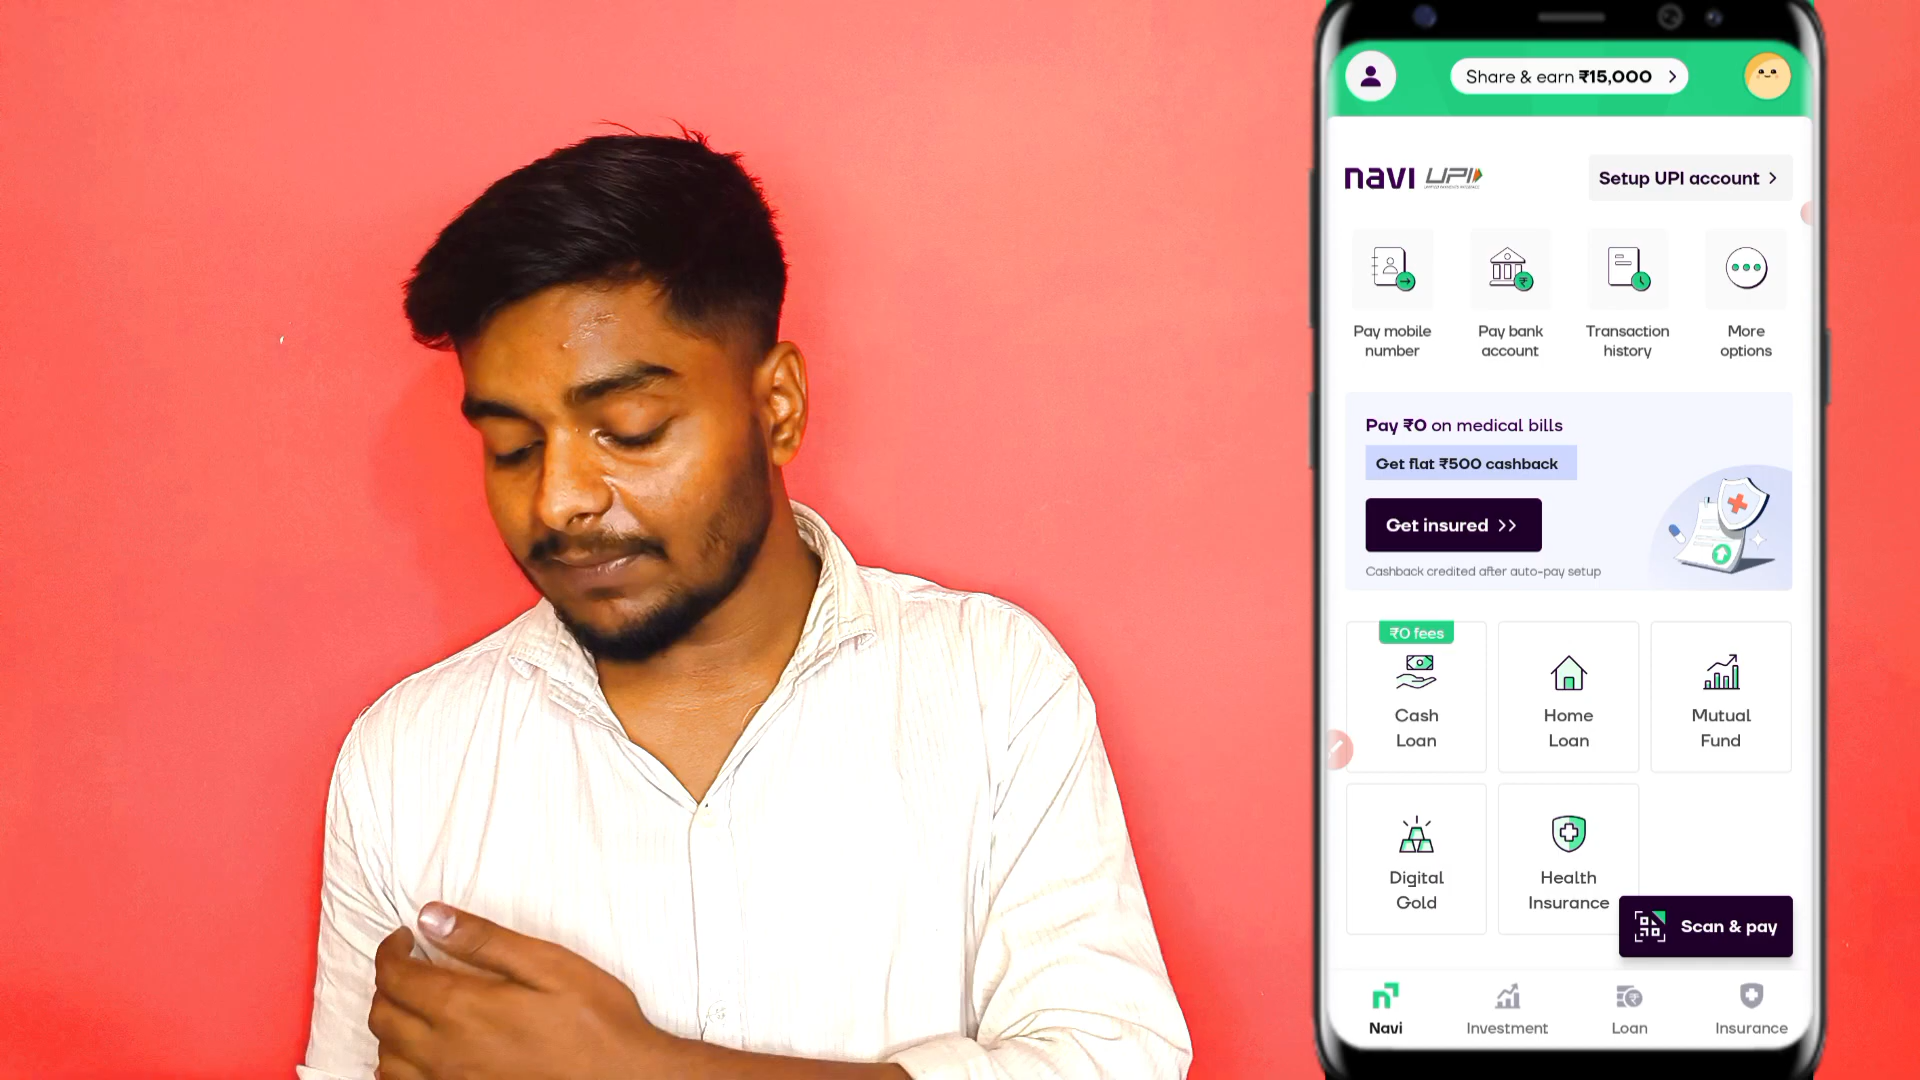 Share & earn ₹15,000
navi UPI
Setup UPI account
Pay mobile
number
Pay bank
account
Transaction
history
More
options
Pay ₹0 on medical bills
Get flat ₹500 cashback
Get insured
Cashback credited after auto-pay setup
₹0 fees
Cash
Loan
Home
Loan
Mutual
Fund
Digital
Gold
Health
Insurance
Scan & pay
Navi
Investment
Loan
Insurance